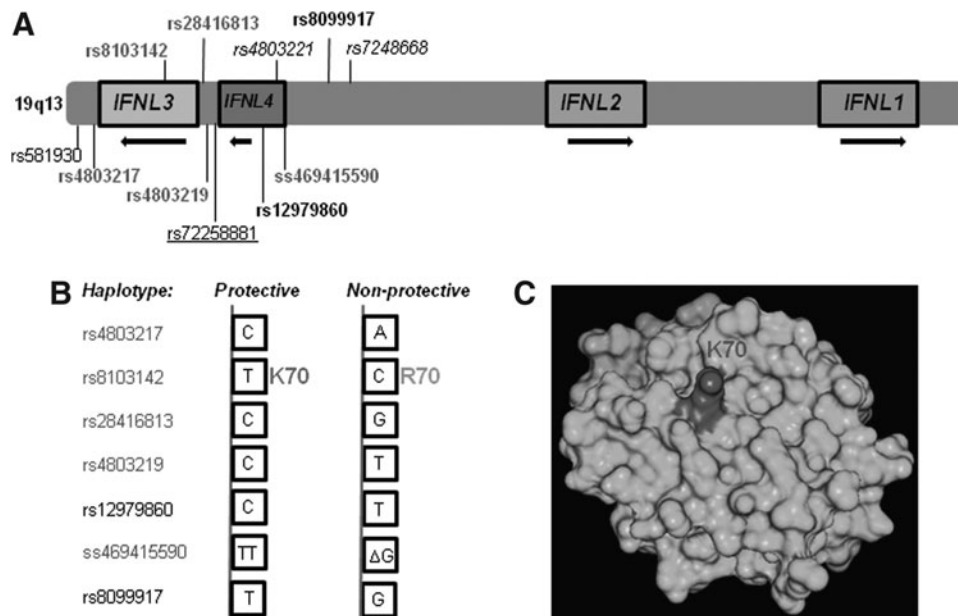 A
rs28416813
rs8099917
rs8103142
rs4803221
rs7248668
19q13
IFNL3
IFNL4
IFNL2
IFNL1
rs581930
rs4803217
rs4803219
ss469415590
rs12979860
rs72258881
B
Haplotype: Protective Non-protective
rs4803217 C A
rs8103142 T K70 C R70
rs28416813 C G
rs4803219 C T
rs12979860 C T
ss469415590 TT ΔG
rs8099917 T G
C
K70